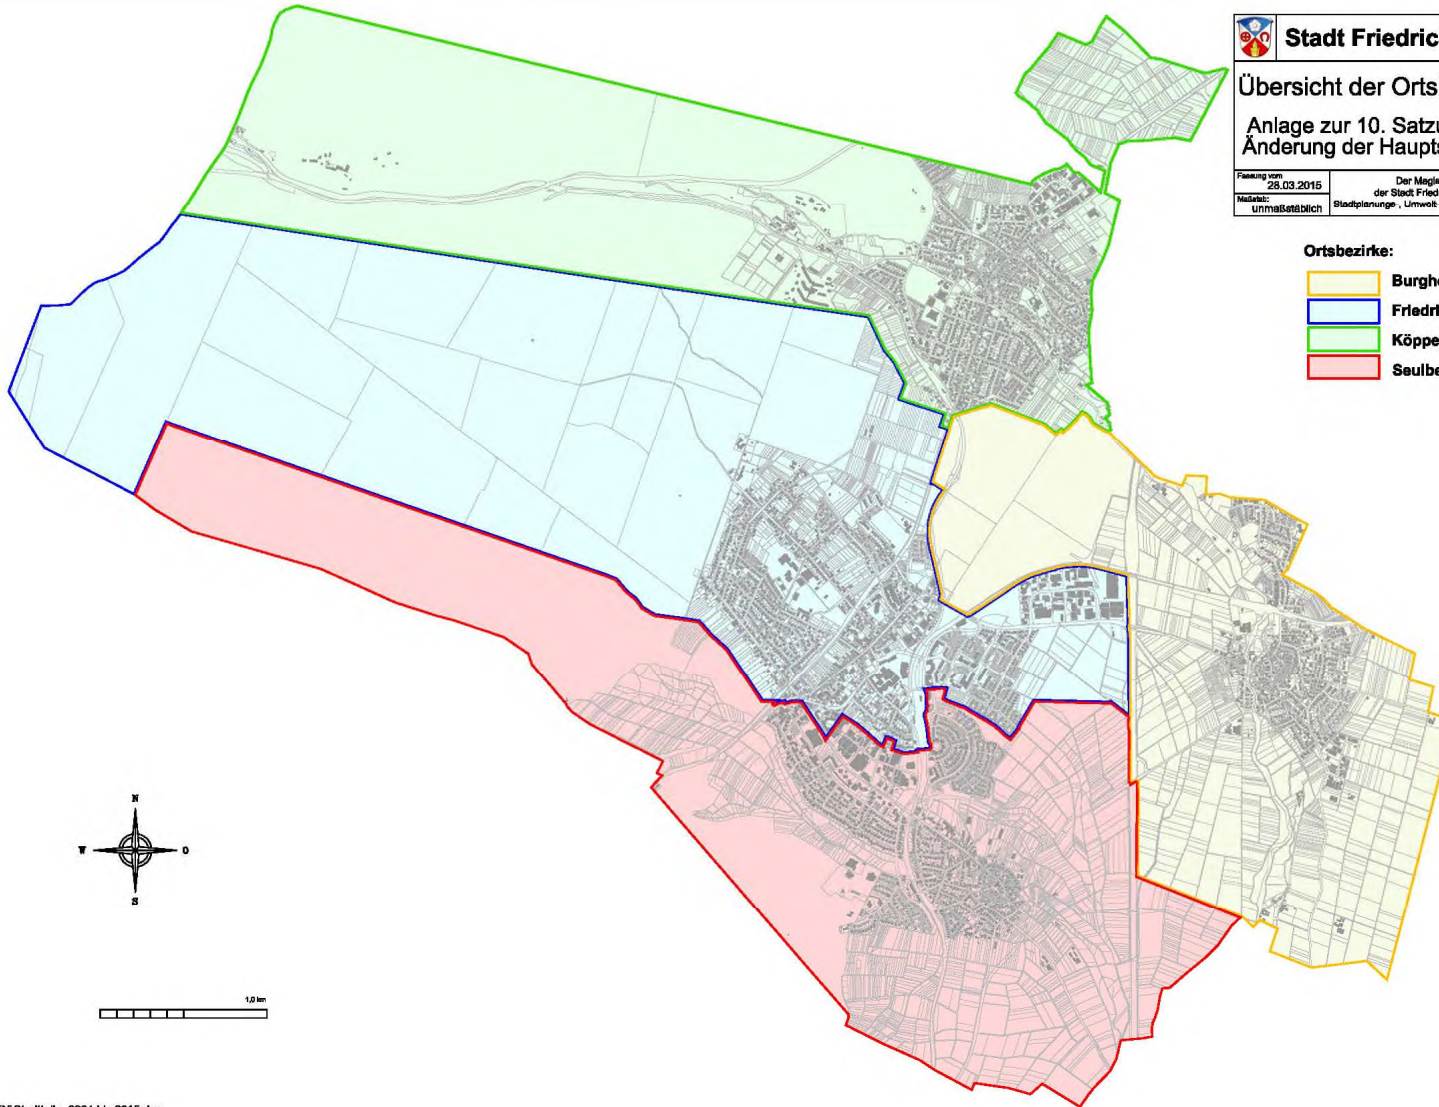 Stadt Friedric
Übersicht der Orts
Anlage zur 10. Satzu
Änderung der Haupts
Fassung vom
28.03.2015
Maßstab:
unmaßstäblich
Der Magis
der Stadt Fried
Stadtplanungs-, Umwelt-
Ortsbezirke:
Burgho
Friedri
Köppe
Seulbe
N
W
O
S
1,0 km